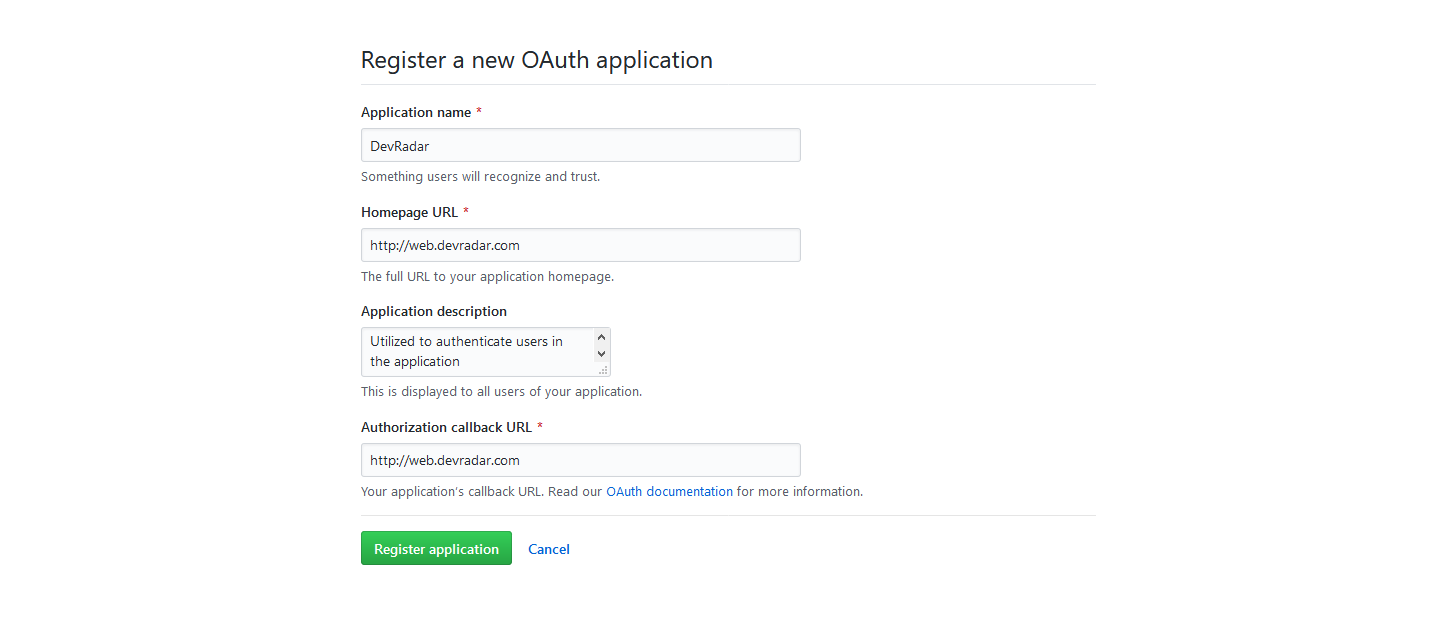 Register a new OAuth application
Application name *
DevRadar
Something users will recognize and trust.
Homepage URL *
http://web.devradar.com
The full URL to your application homepage.
Application description
Utilized to authenticate users in
the application
This is displayed to all users of your application.
Authorization callback URL *
http://web.devradar.com
Your application's callback URL. Read our OAuth documentation for more information.
Register application Cancel